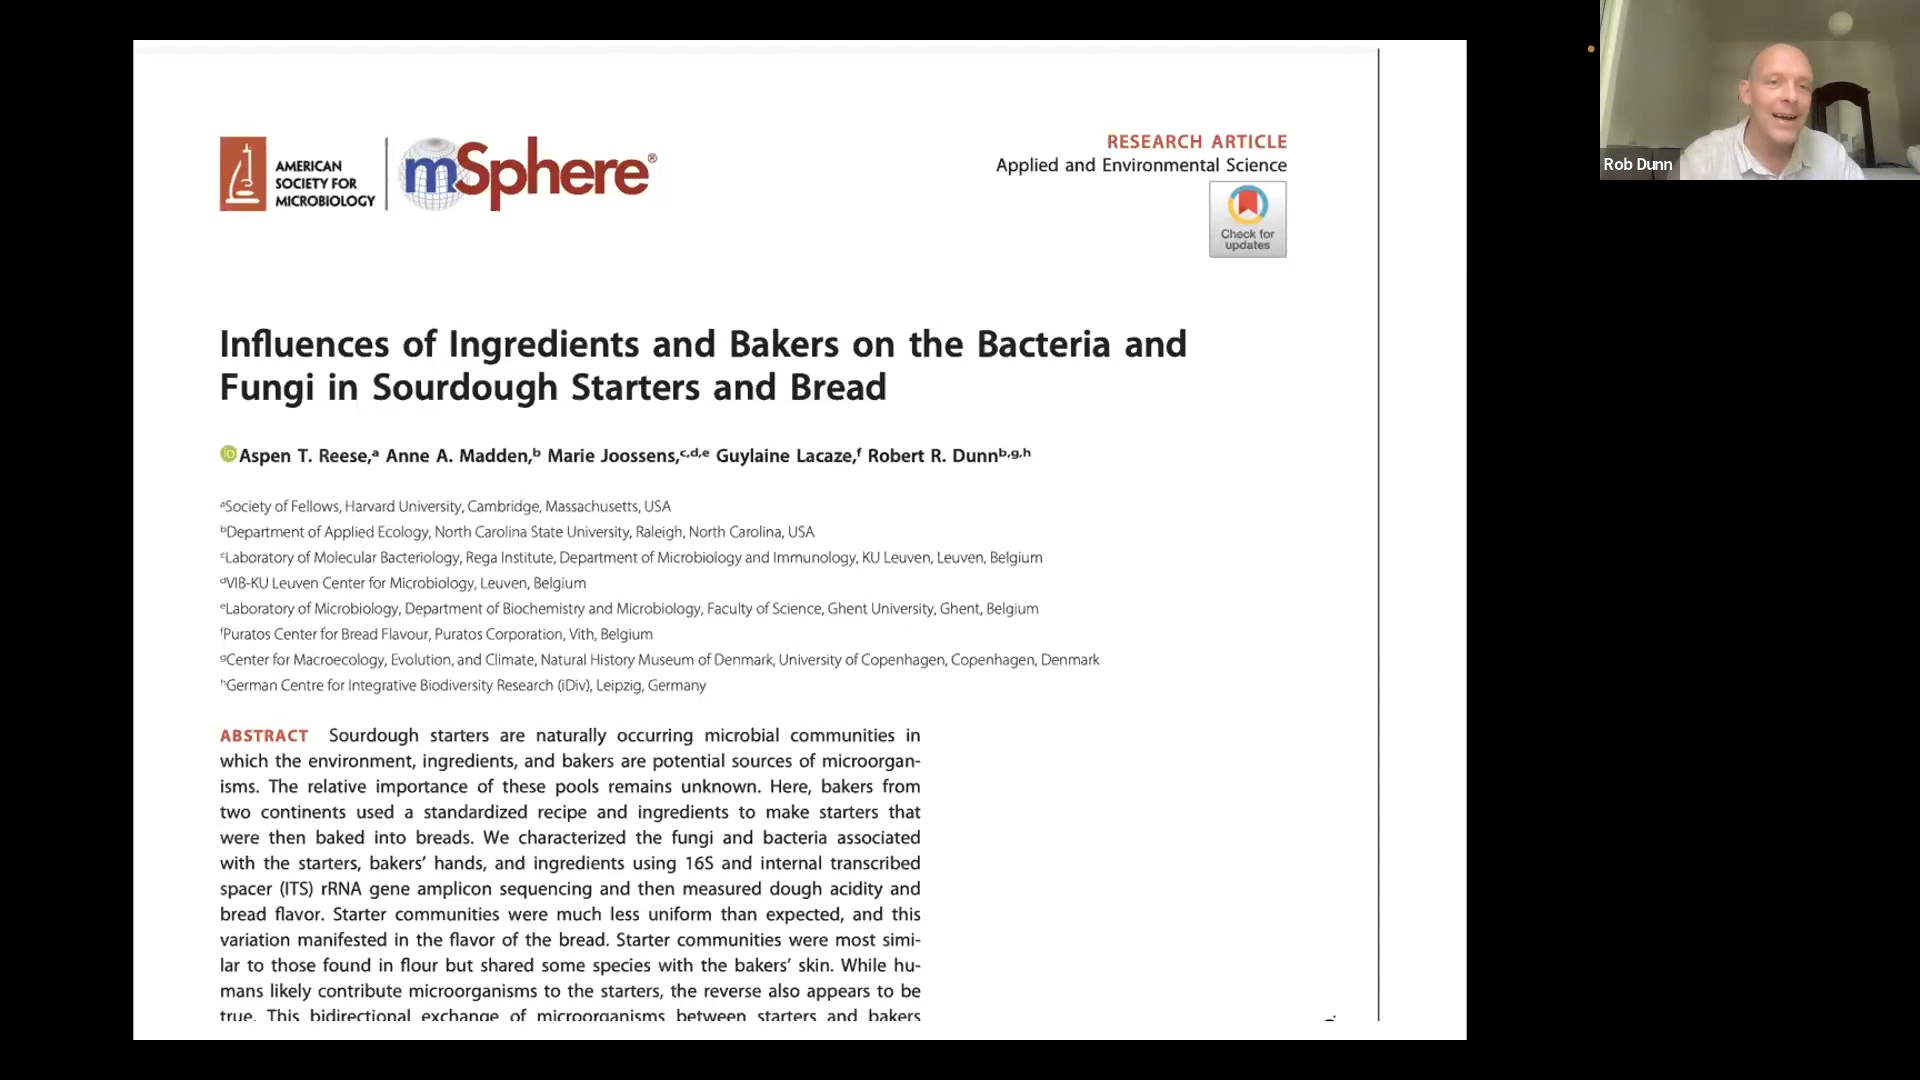 AMERICAN
SOCIETY FOR
MICROBIOLOGY
mSphere®
RESEARCH ARTICLE
Applied and Environmental Science
Check for
updates
Rob Dunn
Influences of Ingredients and Bakers on the Bacteria and
Fungi in Sourdough Starters and Bread
iD Aspen T. Reese,ᵃ Anne A. Madden,ᵇ Marie Joossens,ᶜ,ᵈ,ᵉ Guylaine Lacaze,ᶠ Robert R. Dunnᵇ,ᵍ,ʰ
ᵃSociety of Fellows, Harvard University, Cambridge, Massachusetts, USA
ᵇDepartment of Applied Ecology, North Carolina State University, Raleigh, North Carolina, USA
ᶜLaboratory of Molecular Bacteriology, Rega Institute, Department of Microbiology and Immunology, KU Leuven, Leuven, Belgium
ᵈVIB-KU Leuven Center for Microbiology, Leuven, Belgium
ᵉLaboratory of Microbiology, Department of Biochemistry and Microbiology, Faculty of Science, Ghent University, Ghent, Belgium
ᶠPuratos Center for Bread Flavour, Puratos Corporation, Vith, Belgium
ᵍCenter for Macroecology, Evolution, and Climate, Natural History Museum of Denmark, University of Copenhagen, Copenhagen, Denmark
ʰGerman Centre for Integrative Biodiversity Research (iDiv), Leipzig, Germany
ABSTRACT Sourdough starters are naturally occurring microbial communities in
which the environment, ingredients, and bakers are potential sources of microorgan-
isms. The relative importance of these pools remains unknown. Here, bakers from
two continents used a standardized recipe and ingredients to make starters that
were then baked into breads. We characterized the fungi and bacteria associated
with the starters, bakers' hands, and ingredients using 16S and internal transcribed
spacer (ITS) rRNA gene amplicon sequencing and then measured dough acidity and
bread flavor. Starter communities were much less uniform than expected, and this
variation manifested in the flavor of the bread. Starter communities were most simi-
lar to those found in flour but shared some species with the bakers' skin. While hu-
mans likely contribute microorganisms to the starters, the reverse also appears to be
true. This bidirectional exchange of microorganisms between starters and bakers